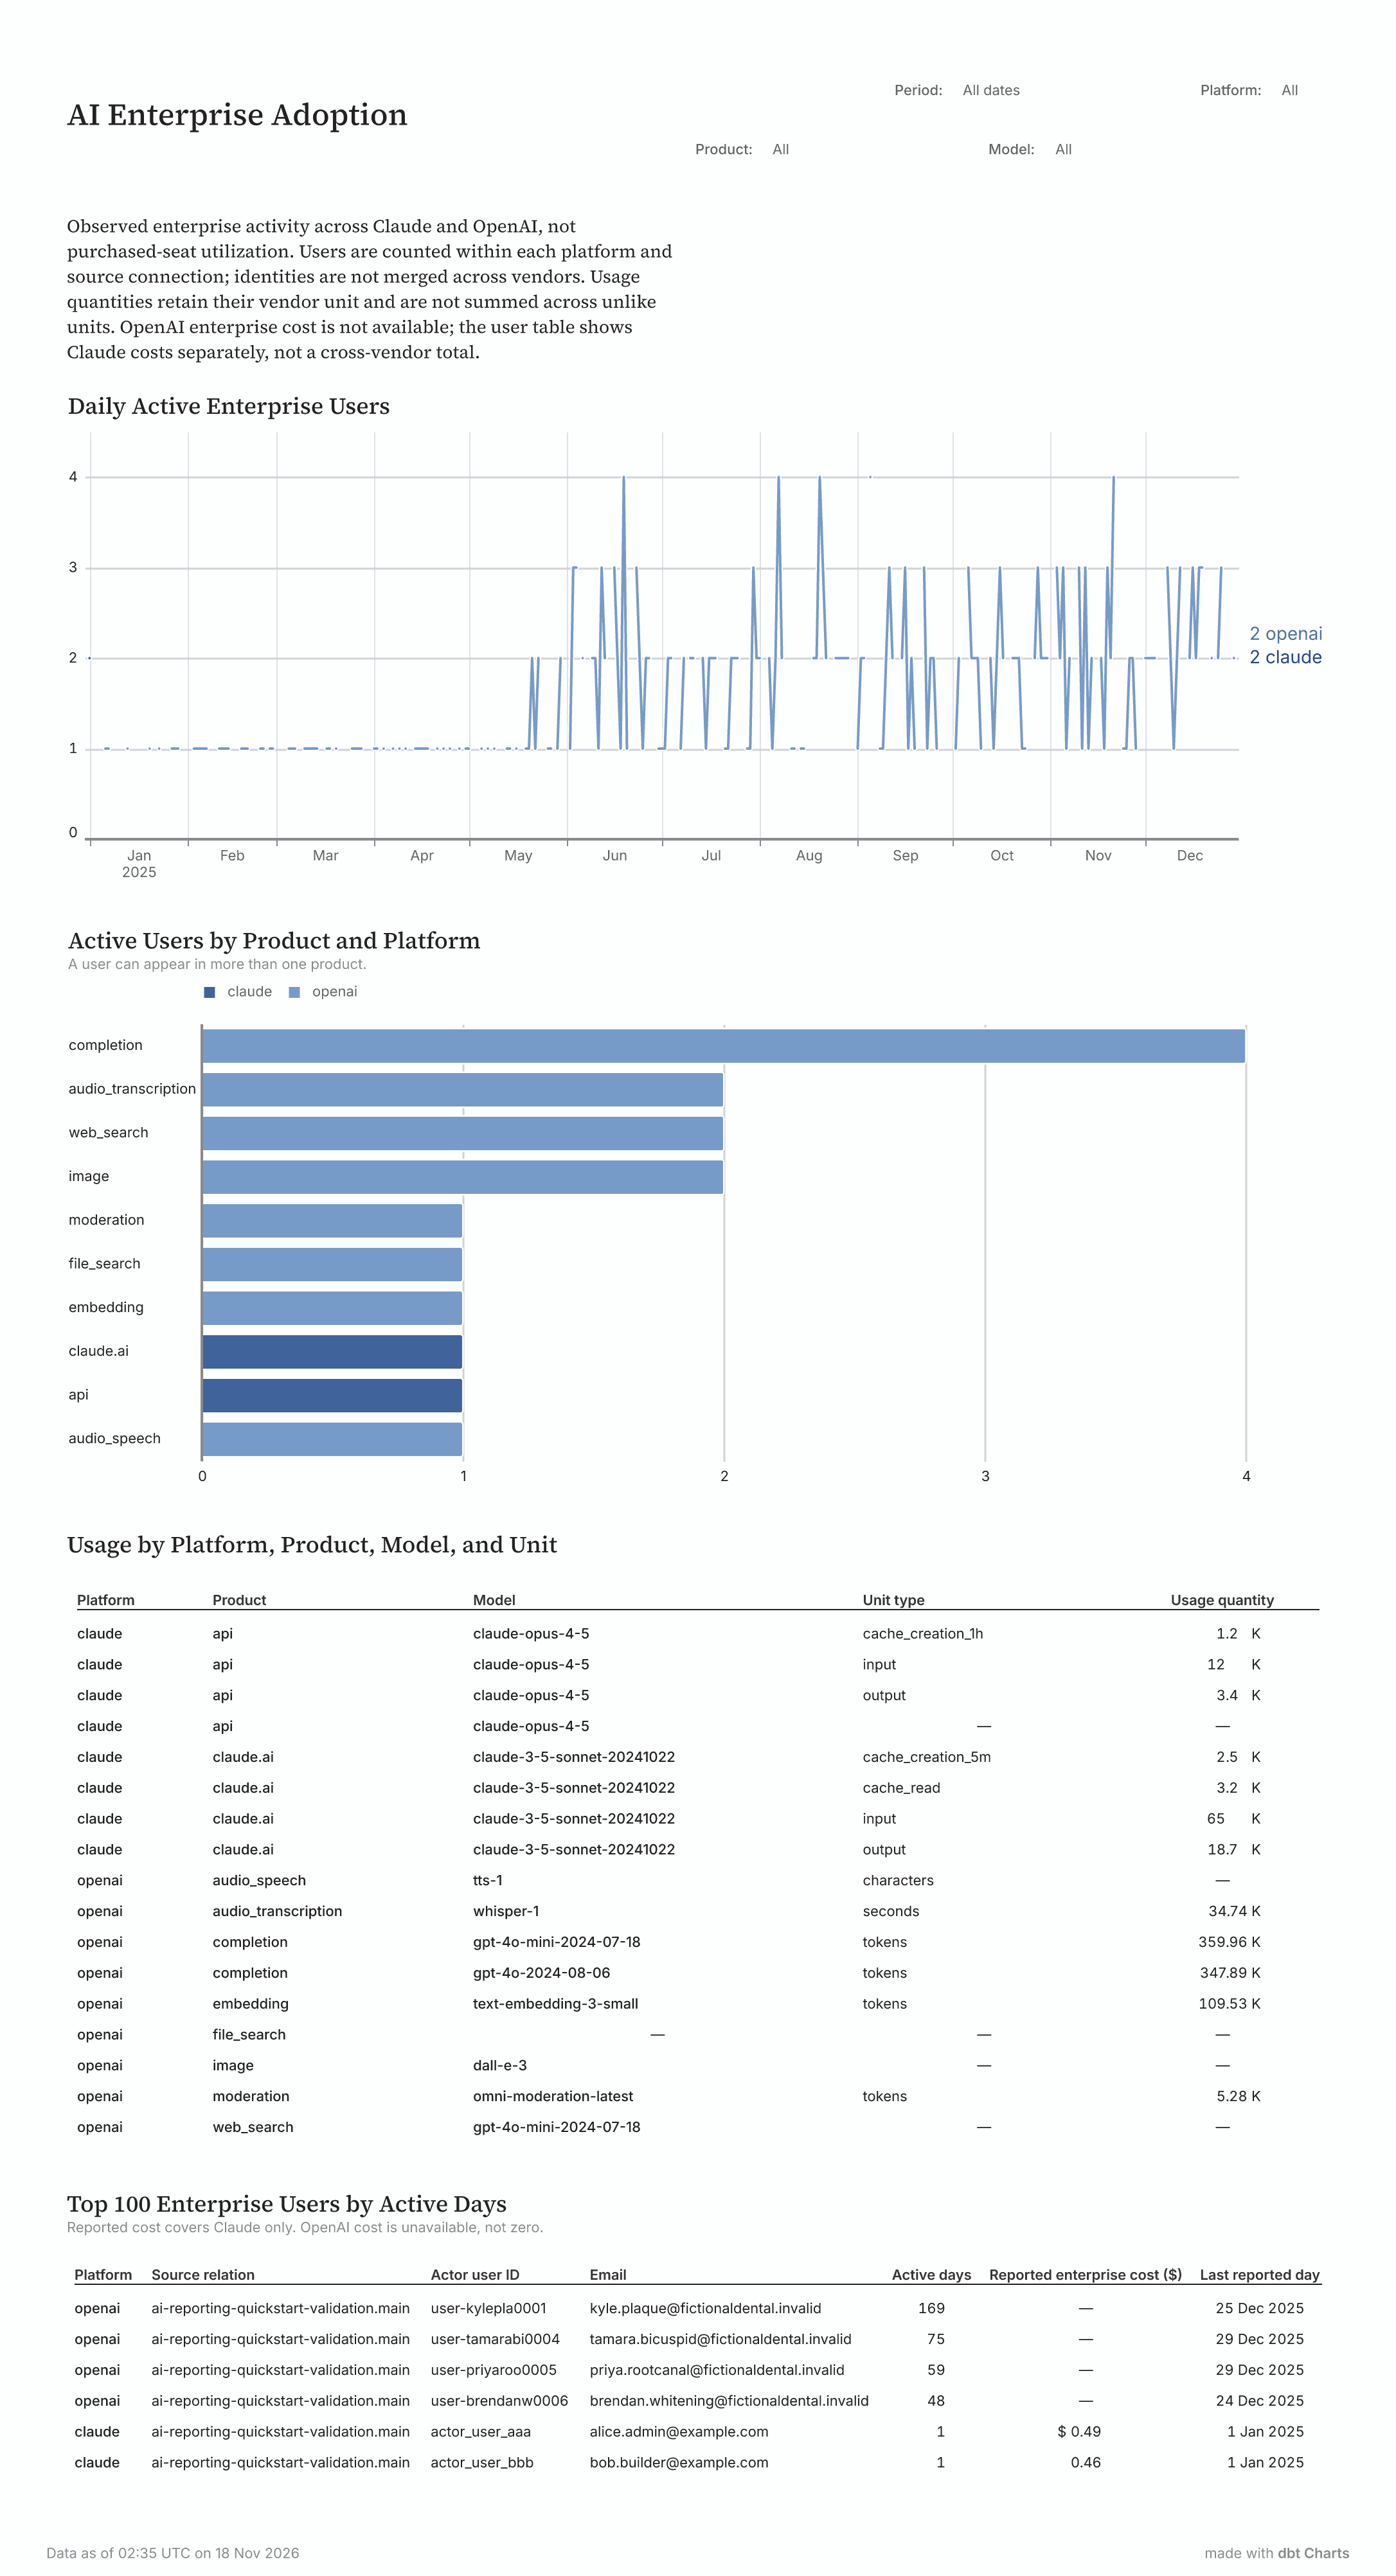 AI Enterprise Adoption
Period: All dates
Platform: All
Product: All
Model: All
Observed enterprise activity across Claude and OpenAI, not
purchased-seat utilization. Users are counted within each platform and
source connection; identities are not merged across vendors. Usage
quantities retain their vendor unit and are not summed across unlike
units. OpenAI enterprise cost is not available; the user table shows
Claude costs separately, not a cross-vendor total.
Daily Active Enterprise Users
4
3
2
1
0
2 openai
2 claude
Jan Feb Mar Apr May Jun Jul Aug Sep Oct Nov Dec
2025
Active Users by Product and Platform
A user can appear in more than one product.
claude openai
completion
audio_transcription
web_search
image
moderation
file_search
embedding
claude.ai
api
audio_speech
0 1 2 3 4
Usage by Platform, Product, Model, and Unit
Platform Product Model Unit type Usage quantity
claude api claude-opus-4-5 cache_creation_1h 1.2 K
claude api claude-opus-4-5 input 12 K
claude api claude-opus-4-5 output 3.4 K
claude api claude-opus-4-5 — —
claude claude.ai claude-3-5-sonnet-20241022 cache_creation_5m 2.5 K
claude claude.ai claude-3-5-sonnet-20241022 cache_read 3.2 K
claude claude.ai claude-3-5-sonnet-20241022 input 65 K
claude claude.ai claude-3-5-sonnet-20241022 output 18.7 K
openai audio_speech tts-1 characters —
openai audio_transcription whisper-1 seconds 34.74 K
openai completion gpt-4o-mini-2024-07-18 tokens 359.96 K
openai completion gpt-4o-2024-08-06 tokens 347.89 K
openai embedding text-embedding-3-small tokens 109.53 K
openai file_search — — —
openai image dall-e-3 — —
openai moderation omni-moderation-latest tokens 5.28 K
openai web_search gpt-4o-mini-2024-07-18 — —
Top 100 Enterprise Users by Active Days
Reported cost covers Claude only. OpenAI cost is unavailable, not zero.
Platform Source relation Actor user ID Email Active days Reported enterprise cost ($) Last reported day
openai ai-reporting-quickstart-validation.main user-kylepla0001 kyle.plaque@fictionaldental.invalid 169 — 25 Dec 2025
openai ai-reporting-quickstart-validation.main user-tamarabi0004 tamara.bicuspid@fictionaldental.invalid 75 — 29 Dec 2025
openai ai-reporting-quickstart-validation.main user-priyaroo0005 priya.rootcanal@fictionaldental.invalid 59 — 29 Dec 2025
openai ai-reporting-quickstart-validation.main user-brendanw0006 brendan.whitening@fictionaldental.invalid 48 — 24 Dec 2025
claude ai-reporting-quickstart-validation.main actor_user_aaa alice.admin@example.com 1 $ 0.49 1 Jan 2025
claude ai-reporting-quickstart-validation.main actor_user_bbb bob.builder@example.com 1 0.46 1 Jan 2025
Data as of 02:35 UTC on 18 Nov 2026
made with dbt Charts